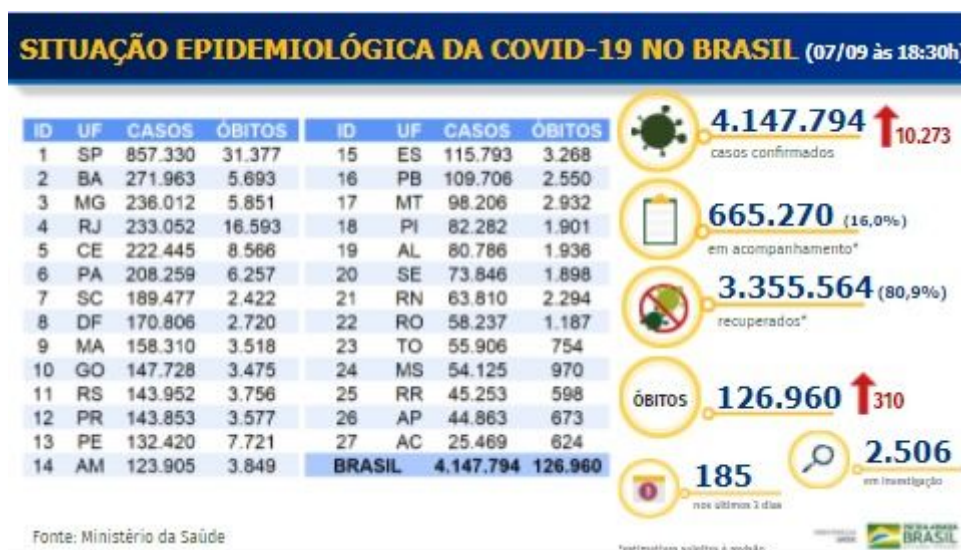 SITUAÇÃO EPIDEMIOLÓGICA DA COVID-19 NO BRASIL (07/09 às 18:30h)
ID UF CASOS ÓBITOS ID UF CASOS ÓBITOS
1 SP 857.330 31.377 15 ES 115.793 3.268
2 BA 271.963 5.693 16 PB 109.706 2.550
3 MG 236.012 5.851 17 MT 98.206 2.932
4 RJ 233.052 16.593 18 PI 82.282 1.901
5 CE 222.445 8.566 19 AL 80.786 1.936
6 PA 208.259 6.257 20 SE 73.846 1.898
7 SC 189.477 2.422 21 RN 63.810 2.294
8 DF 170.806 2.720 22 RO 58.237 1.187
9 MA 158.310 3.518 23 TO 55.906 754
10 GO 147.728 3.475 24 MS 54.125 970
11 RS 143.952 3.756 25 RR 45.253 598
12 PR 143.853 3.577 26 AP 44.863 673
13 PE 132.420 7.721 27 AC 25.469 624
14 AM 123.905 3.849 BRASIL 4.147.794 126.960
4.147.794 10.273
casos confirmados
665.270 (16,0%)
em acompanhamento*
3.355.564 (80,9%)
recuperados*
ÓBITOS 126.960 310
185
nos últimos 3 dias
2.506
em investigação
Fonte: Ministério da Saúde
BRASIL